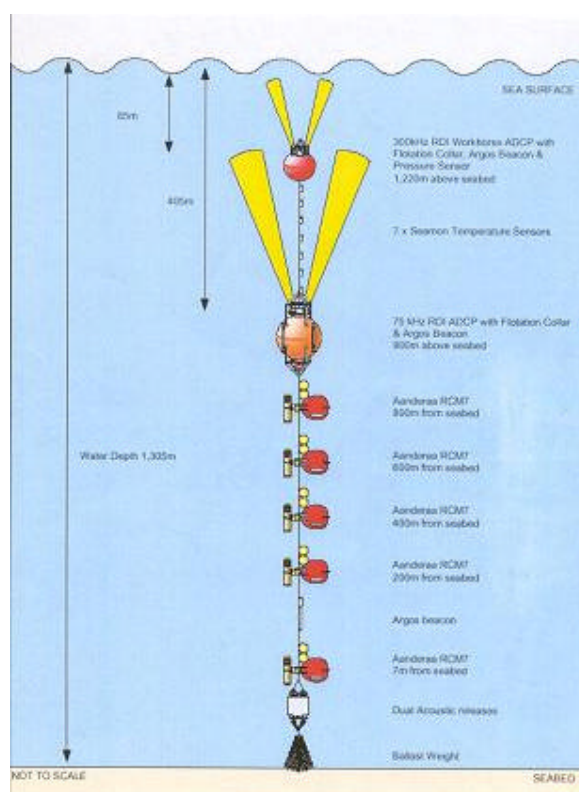 SEA SURFACE
85m
300kHz RDI Workhorse ADCP with
Flotation Collar, Argos Beacon &
Pressure Sensor
1,220m above seabed
405m
7 x Seamon Temperature Sensors
75 kHz RDI ADCP with Flotation Collar
& Argos Beacon
900m above seabed
Aanderaa RCM7
800m from seabed
Water Depth 1,305m
Aanderaa RCM7
600m from seabed
Aanderaa RCM7
400m from seabed
Aanderaa RCM7
200m from seabed
Argos beacon
Aanderaa RCM7
7m from seabed
Dual Acoustic releases
Ballast Weight
NOT TO SCALE
SEABED